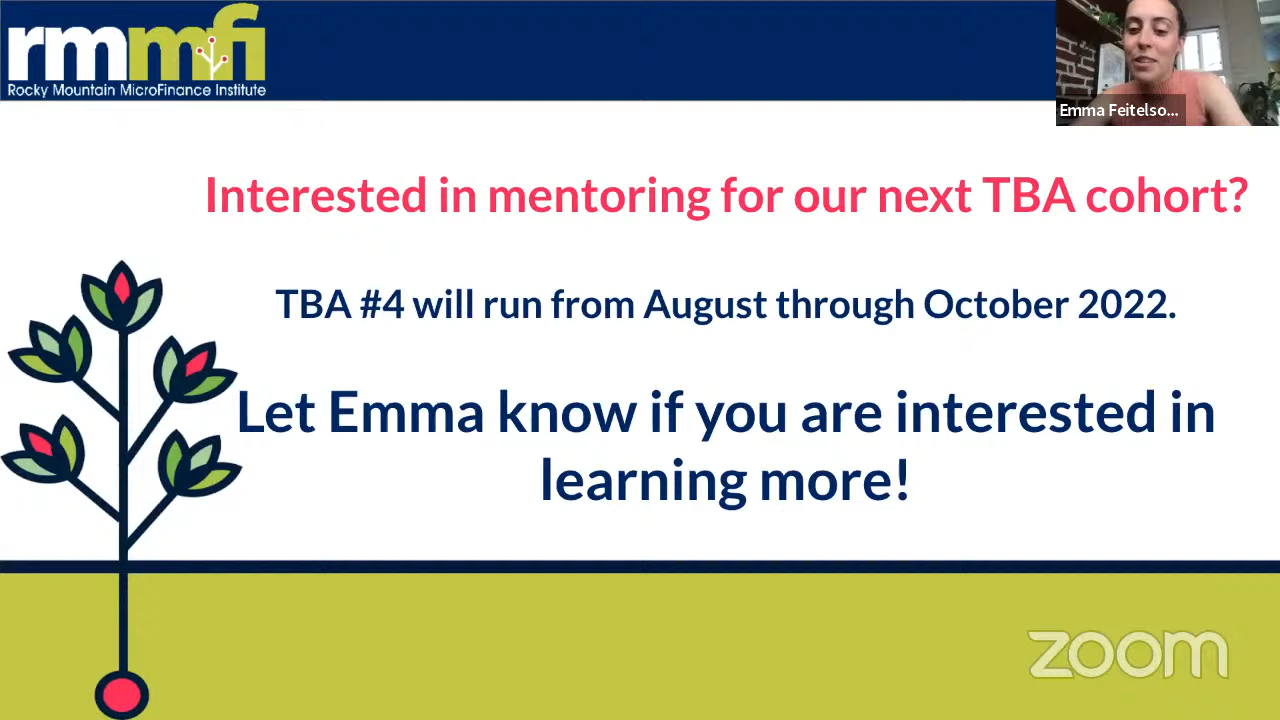 rmmfi
Rocky Mountain MicroFinance Institute
Emma Feitelso...
Interested in mentoring for our next TBA cohort?
TBA #4 will run from August through October 2022.
Let Emma know if you are interested in
learning more!
zoom